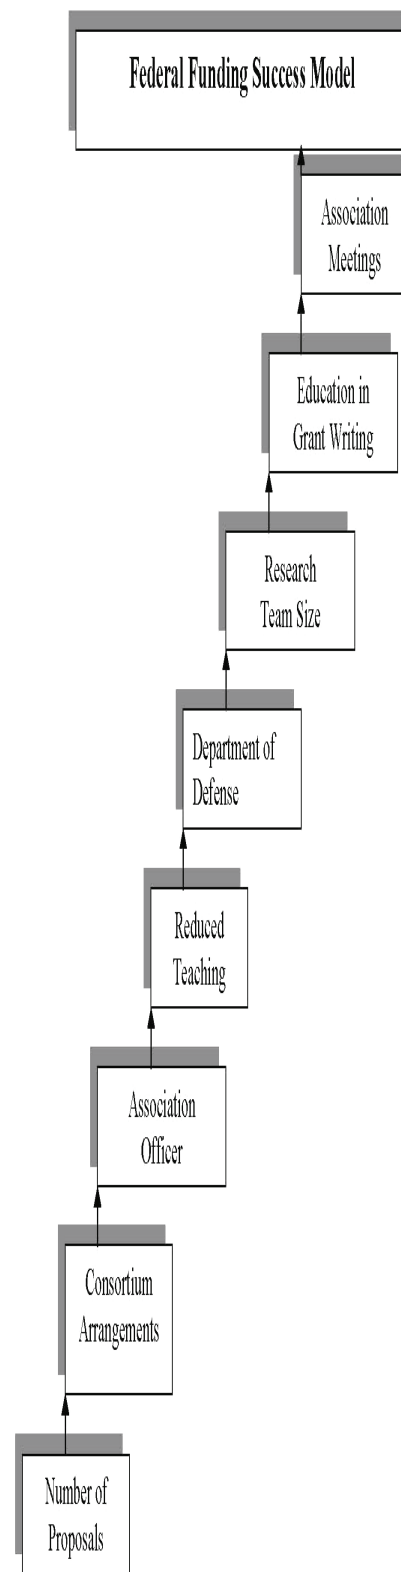 Federal Funding Success Model
Association
Meetings
Education in
Grant Writing
Research
Team Size
Department of
Defense
Reduced
Teaching
Association
Officer
Consortium
Arrangements
Number of
Proposals